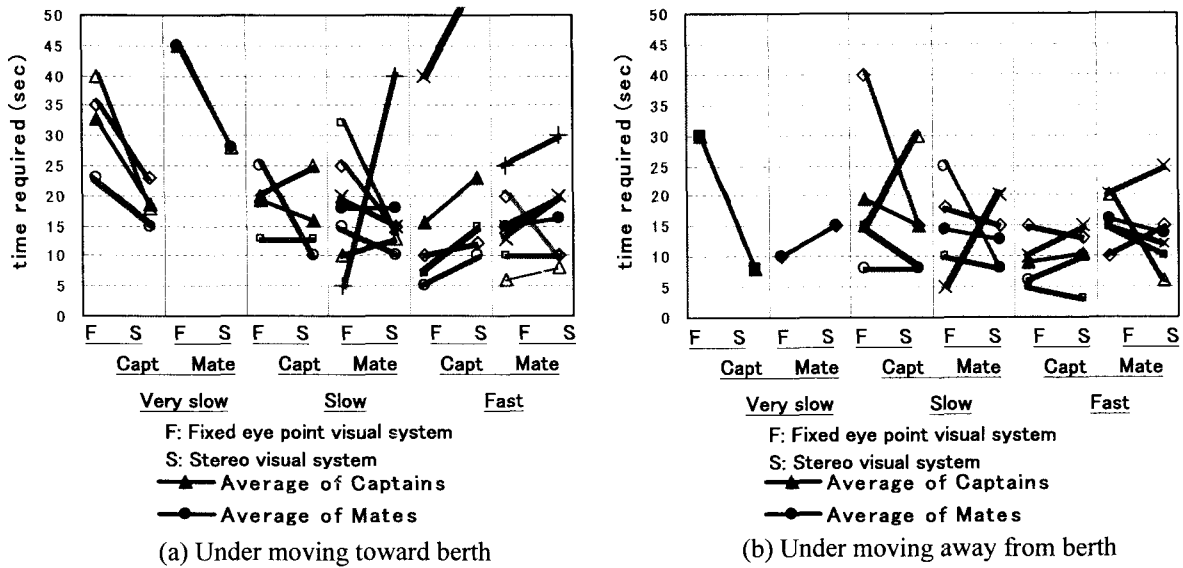 50
45
40
35
30
25
20
15
10
5
0
time required (sec)
F S F S F S F S F S F S
Capt Mate Capt Mate Capt Mate
Very slow Slow Fast
F: Fixed eye point visual system
S: Stereo visual system
Average of Captains
Average of Mates
(a) Under moving toward berth
50
45
40
35
30
25
20
15
10
5
0
time required (sec)
F S F S F S F S F S F S
Capt Mate Capt Mate Capt Mate
Very slow Slow Fast
F: Fixed eye point visual system
S: Stereo visual system
Average of Captains
Average of Mates
(b) Under moving away from berth